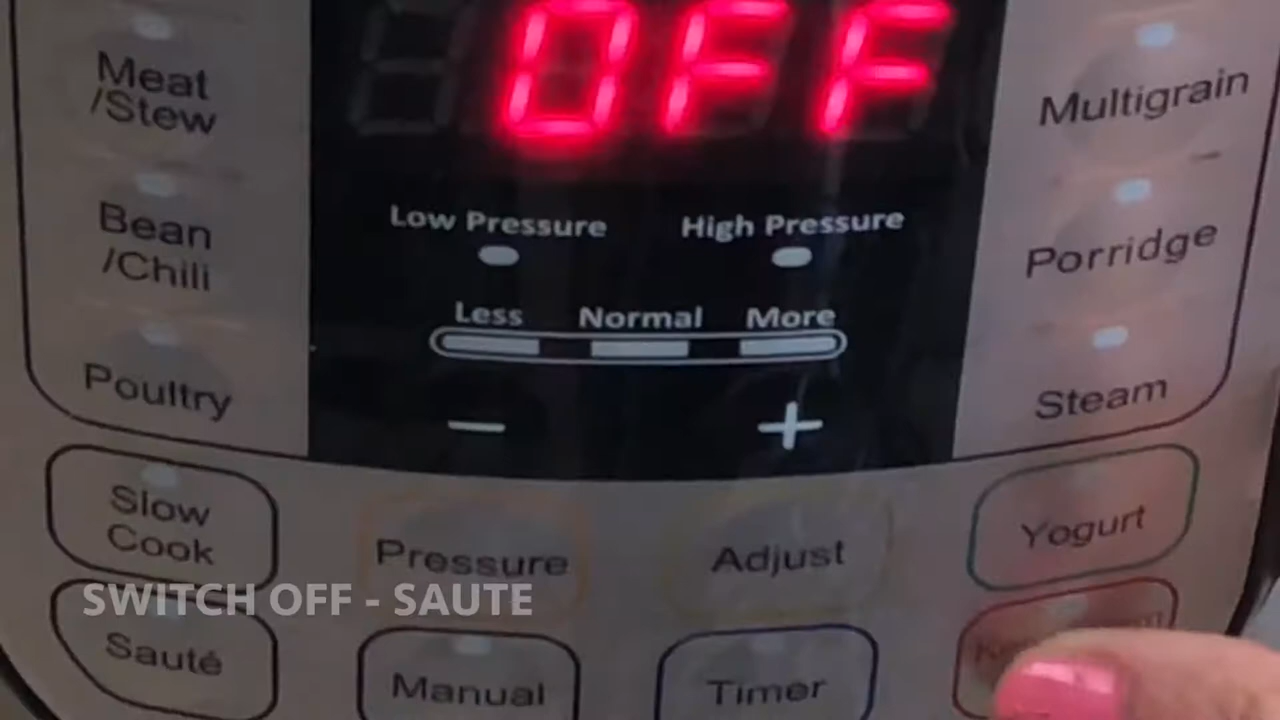 OFF
Meat
/Stew
Multigrain
Low Pressure
High Pressure
Bean
/Chili
Porridge
Less
Normal
More
Poultry
Steam
−
+
Slow
Cook
Pressure
Adjust
Yogurt
SWITCH OFF - SAUTE
Sauté
Manual
Timer